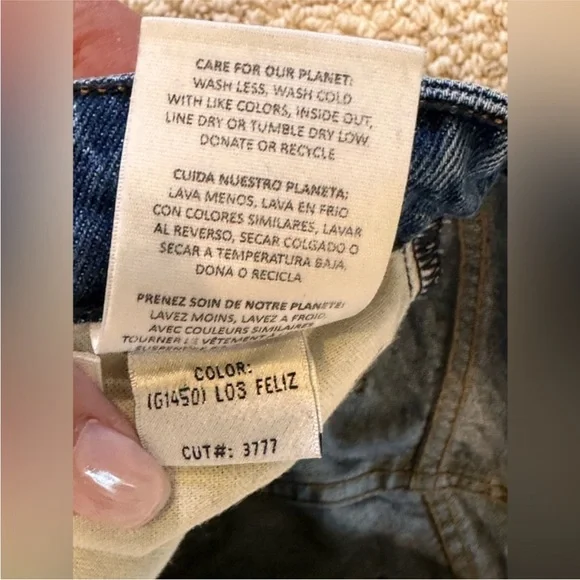 CARE FOR OUR PLANET:
WASH LESS, WASH COLD
WITH LIKE COLORS, INSIDE OUT,
LINE DRY OR TUMBLE DRY LOW
DONATE OR RECYCLE
CUIDA NUESTRO PLANETA:
LAVA MENOS, LAVA EN FRIO
CON COLORES SIMILARES, LAVAR
AL REVERSO, SECAR COLGADO O
SECAR A TEMPERATURA BAJA,
DONA O RECICLA
PRENEZ SOIN DE NOTRE PLANETE:
LAVEZ MOINS, LAVEZ A FROID,
AVEC COULEURS SIMILAIRES
TOURNER LE VÊTEMENT
COLOR:
(G1450) LOS FELIZ
CUT#: 3777